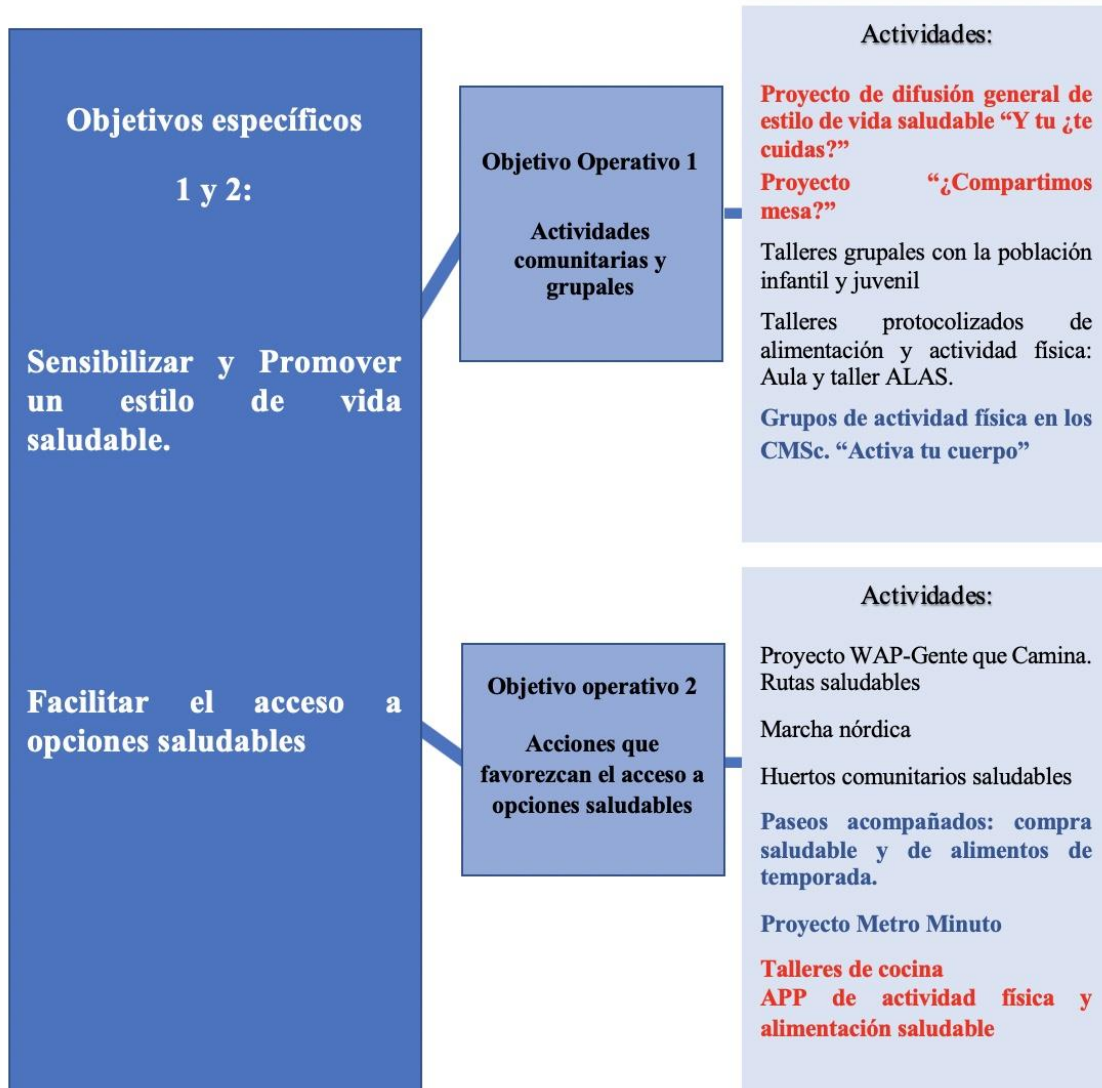 Objetivos específicos
1 y 2:
Sensibilizar y Promover
un estilo de vida
saludable.
Facilitar el acceso a
opciones saludables
Objetivo Operativo 1
Actividades
comunitarias y
grupales
Actividades:
Proyecto de difusión general de
estilo de vida saludable “Y tu ¿te
cuidas?”
Proyecto “¿Compartimos
mesa?”
Talleres grupales con la población
infantil y juvenil
Talleres protocolizados de
alimentación y actividad física:
Aula y taller ALAS.
Grupos de actividad física en los
CMSc. “Activa tu cuerpo”
Objetivo operativo 2
Acciones que
favorezcan el acceso a
opciones saludables
Actividades:
Proyecto WAP-Gente que Camina.
Rutas saludables
Marcha nórdica
Huertos comunitarios saludables
Paseos acompañados: compra
saludable y de alimentos de
temporada.
Proyecto Metro Minuto
Talleres de cocina
APP de actividad física y
alimentación saludable